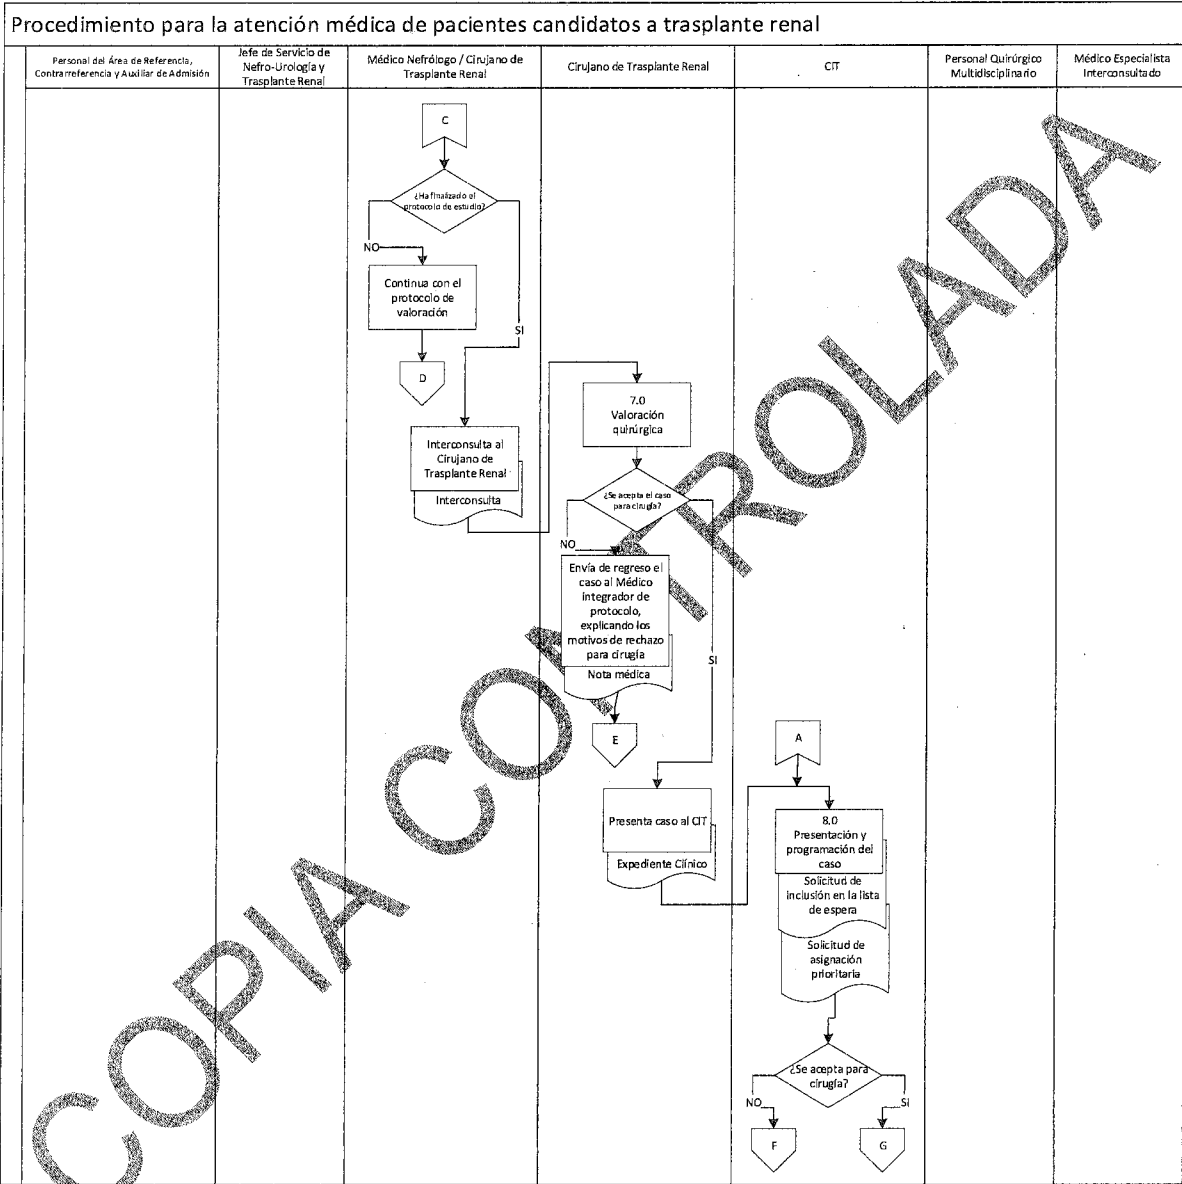 Procedimiento para la atención médica de pacientes candidatos a trasplante renal
Personal del Área de Referencia,
Contrarreferencia y Auxiliar de Admisión
Jefe de Servicio de
Nefro-Urología y
Trasplante Renal
Médico Nefrólogo / Cirujano de
Trasplante Renal
Cirujano de Trasplante Renal
CIT
Personal Quirúrgico
Multidisciplinario
Médico Especialista
Interconsultado
C
¿Ha finalizado el
protocolo de estudio?
NO
Continua con el
protocolo de
valoración
SI
D
Interconsulta al
Cirujano de
Trasplante Renal
Interconsulta
7.0
Valoración
quirúrgica
¿Se acepta el caso
para cirugía?
NO
Envía de regreso el
caso al Médico
integrador de
protocolo,
explicando los
motivos de rechazo
para cirugía
Nota médica
SI
E
Presenta caso al CIT
Expediente Clínico
A
8.0
Presentación y
programación del
caso
Solicitud de
inclusión en la lista
de espera
Solicitud de
asignación
prioritaria
¿Se acepta para
cirugía?
NO
SI
F
G
COPIA CONTROLADA